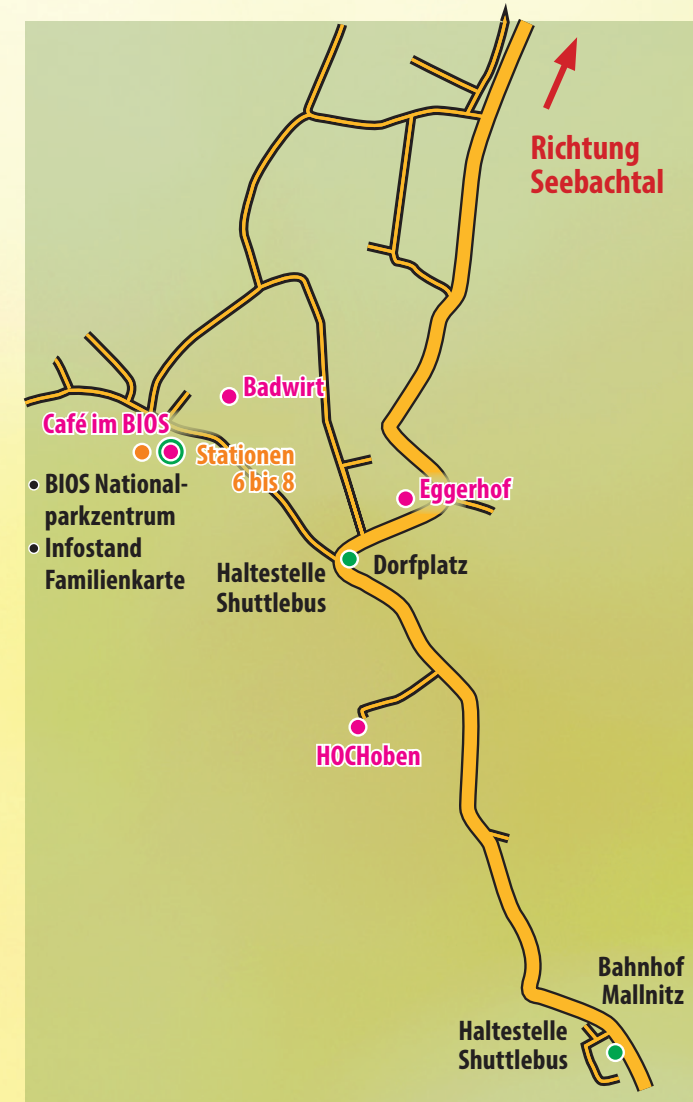 Richtung
Seebachtal
Badwirt
Café im BIOS
Stationen
6 bis 8
• BIOS National-
parkzentrum
• Infostand
Familienkarte
Eggerhof
Haltestelle
Shuttlebus
Dorfplatz
HOCHoben
Bahnhof
Mallnitz
Haltestelle
Shuttlebus